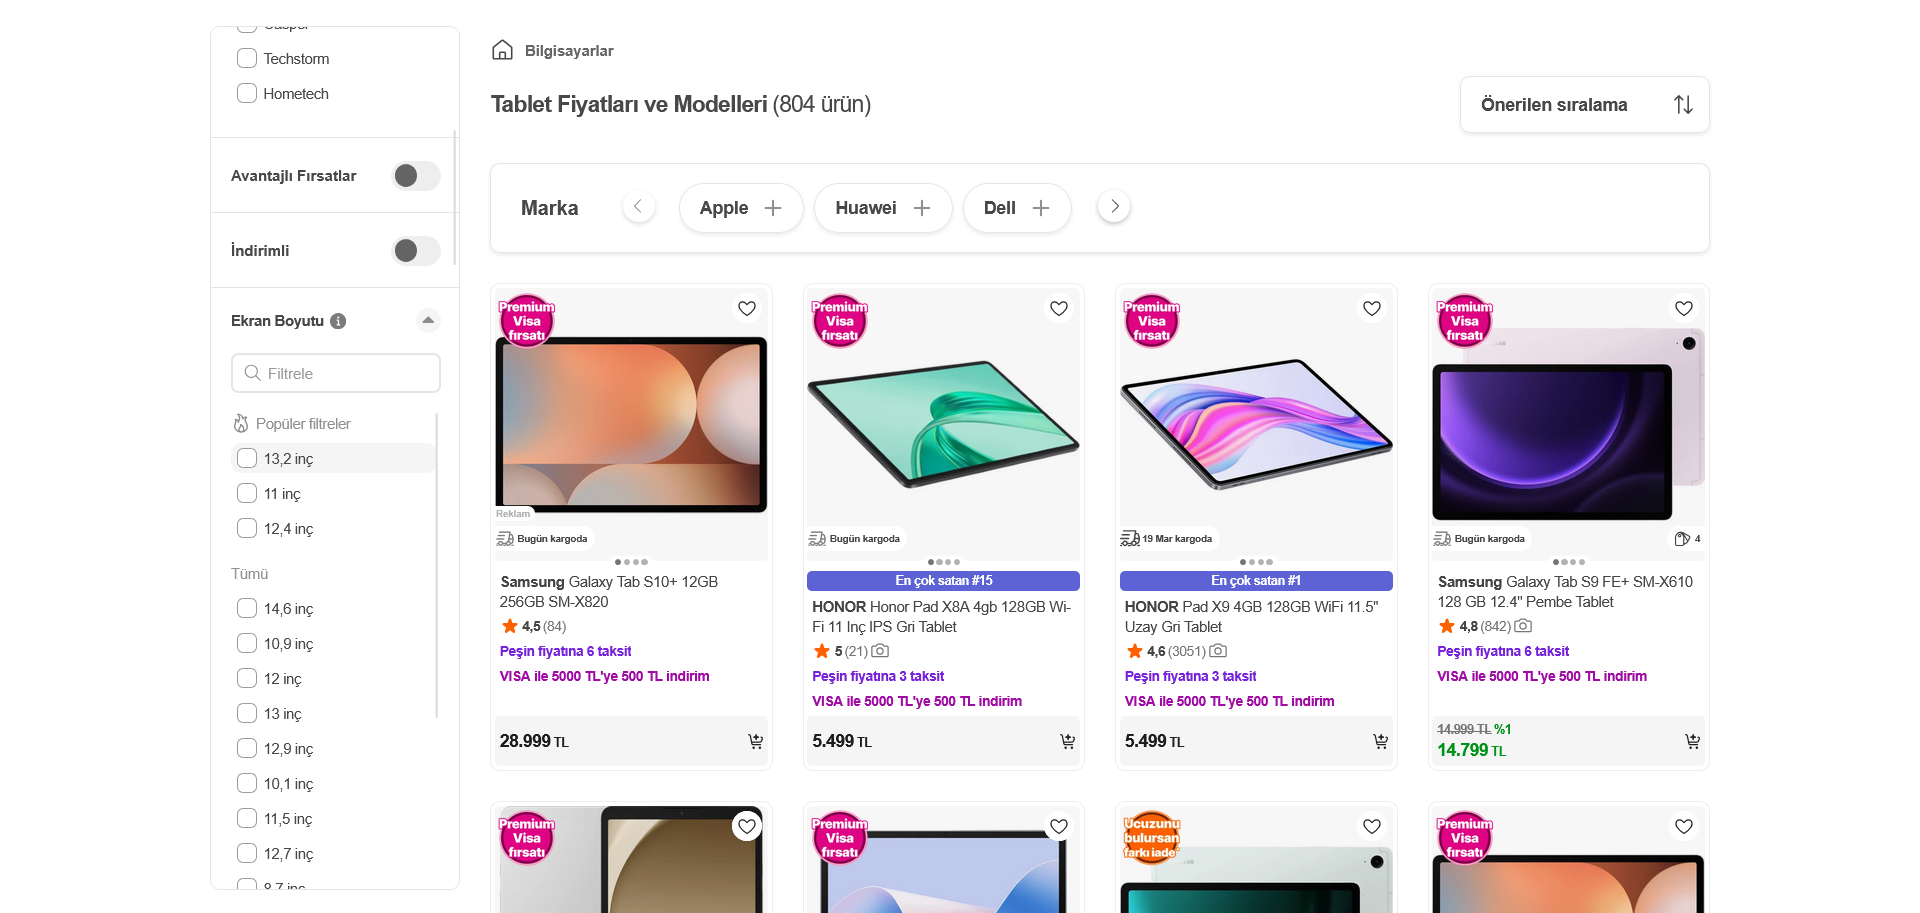 Casper
Techstorm
Hometech
Avantajlı Fırsatlar
İndirimli
Ekran Boyutu
Filtrele
Popüler filtreler
13,2 inç
11 inç
12,4 inç
Tümü
14,6 inç
10,9 inç
12 inç
13 inç
12,9 inç
10,1 inç
11,5 inç
12,7 inç
8,7 inç
Bilgisayarlar
Tablet Fiyatları ve Modelleri (804 ürün)
Önerilen sıralama
Marka
Apple
Huawei
Dell
Premium
Visa
fırsatı
Reklam
Bugün kargoda
Samsung Galaxy Tab S10+ 12GB
256GB SM-X820
4,5 (84)
Peşin fiyatına 6 taksit
VISA ile 5000 TL'ye 500 TL indirim
28.999 TL
Premium
Visa
fırsatı
Bugün kargoda
En çok satan #15
HONOR Honor Pad X8A 4gb 128GB Wi-
Fi 11 Inç IPS Gri Tablet
5 (21)
Peşin fiyatına 3 taksit
VISA ile 5000 TL'ye 500 TL indirim
5.499 TL
Premium
Visa
fırsatı
19 Mar kargoda
En çok satan #1
HONOR Pad X9 4GB 128GB WiFi 11.5"
Uzay Gri Tablet
4,6 (3051)
Peşin fiyatına 3 taksit
VISA ile 5000 TL'ye 500 TL indirim
5.499 TL
Premium
Visa
fırsatı
Bugün kargoda
4
Samsung Galaxy Tab S9 FE+ SM-X610
128 GB 12.4" Pembe Tablet
4,8 (842)
Peşin fiyatına 6 taksit
VISA ile 5000 TL'ye 500 TL indirim
14.999 TL %1
14.799 TL
Premium
Visa
fırsatı
Premium
Visa
fırsatı
Ucuzunu
bulursan
farkı iade
Premium
Visa
fırsatı